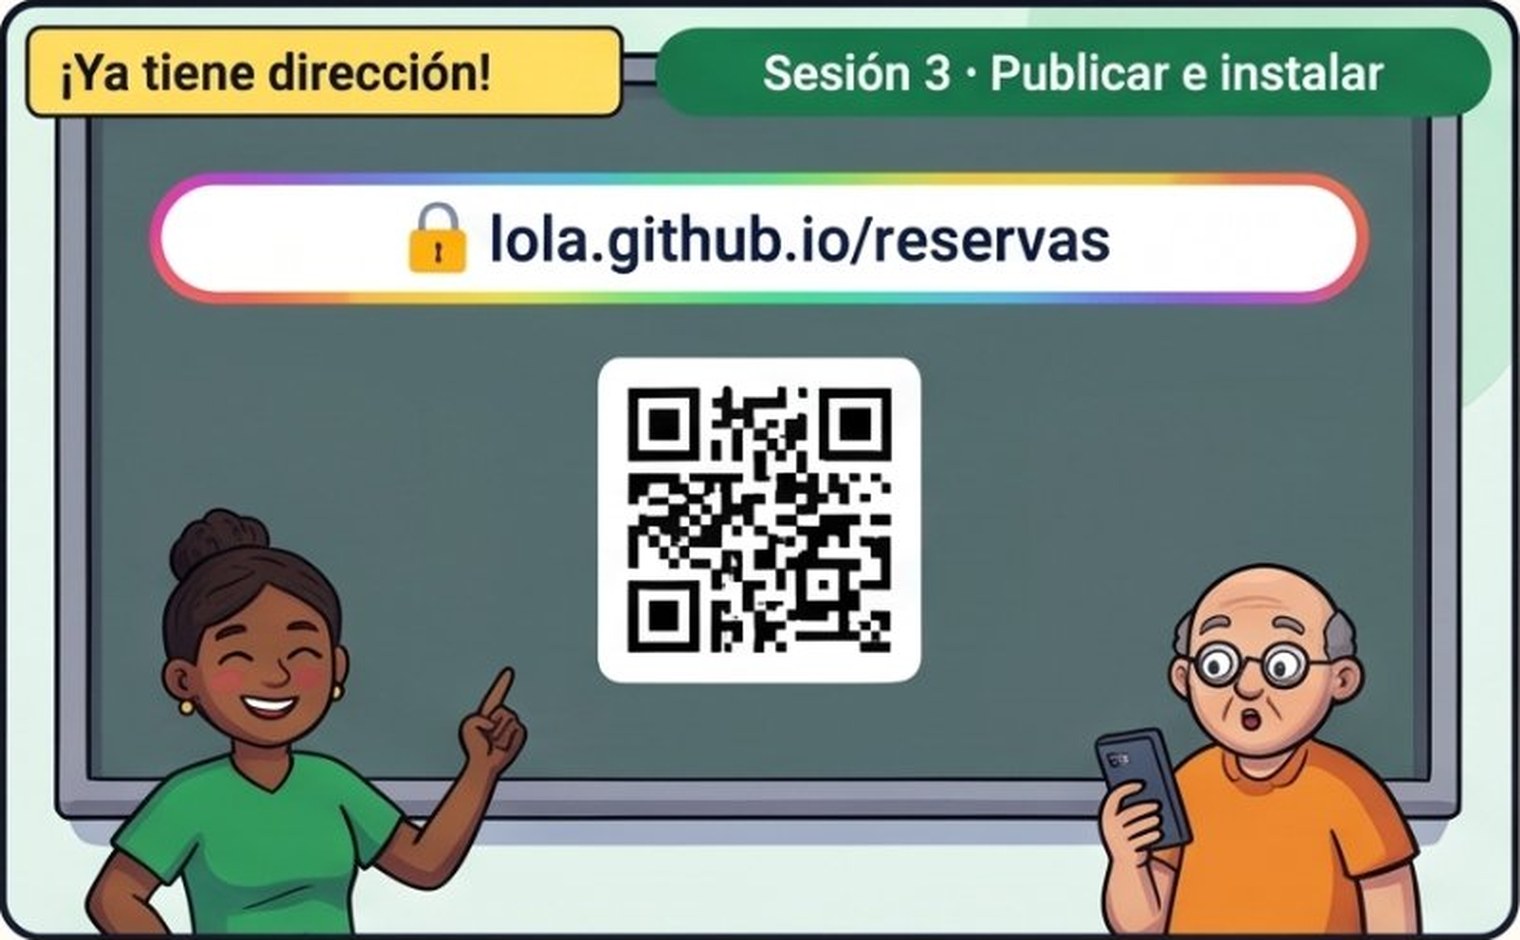 ¡Ya tiene dirección!
Sesión 3 · Publicar e instalar
lola.github.io/reservas